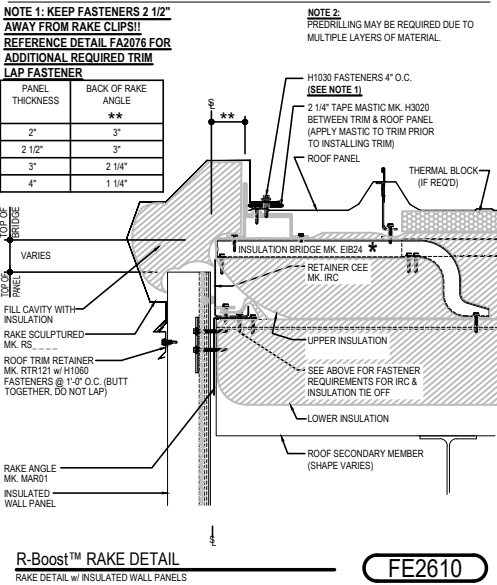 NOTE 1: KEEP FASTENERS 2 1/2"
AWAY FROM RAKE CLIPS!!
REFERENCE DETAIL FA2076 FOR
ADDITIONAL REQUIRED TRIM
LAP FASTENER
NOTE 2:
PREDRILLING MAY BE REQUIRED DUE TO
MULTIPLE LAYERS OF MATERIAL.
PANEL THICKNESS BACK OF RAKE ANGLE **
2" 3"
2 1/2" 3"
3" 2 1/4"
4" 1 1/4"
**
H1030 FASTENERS 4" O.C.
(SEE NOTE 1)
2 1/4" TAPE MASTIC MK. H3020
BETWEEN TRIM & ROOF PANEL
(APPLY MASTIC TO TRIM PRIOR
TO INSTALLING TRIM)
ROOF PANEL
THERMAL BLOCK
(IF REQ'D)
TOP OF
BRIDGE
VARIES
TOP OF
PANEL
INSULATION BRIDGE MK. EIB24 *
RETAINER CEE
MK. IRC
FILL CAVITY WITH
INSULATION
RAKE SCULPTURED
MK. RS_____
ROOF TRIM RETAINER
MK. RTR121 w/ H1060
FASTENERS @ 1'-0" O.C. (BUTT
TOGETHER, DO NOT LAP)
UPPER INSULATION
SEE ABOVE FOR FASTENER
REQUIREMENTS FOR IRC &
INSULATION TIE OFF
LOWER INSULATION
ROOF SECONDARY MEMBER
(SHAPE VARIES)
RAKE ANGLE
MK. MAR01
INSULATED
WALL PANEL
R-Boost™ RAKE DETAIL
RAKE DETAIL w/ INSULATED WALL PANELS
FE2610